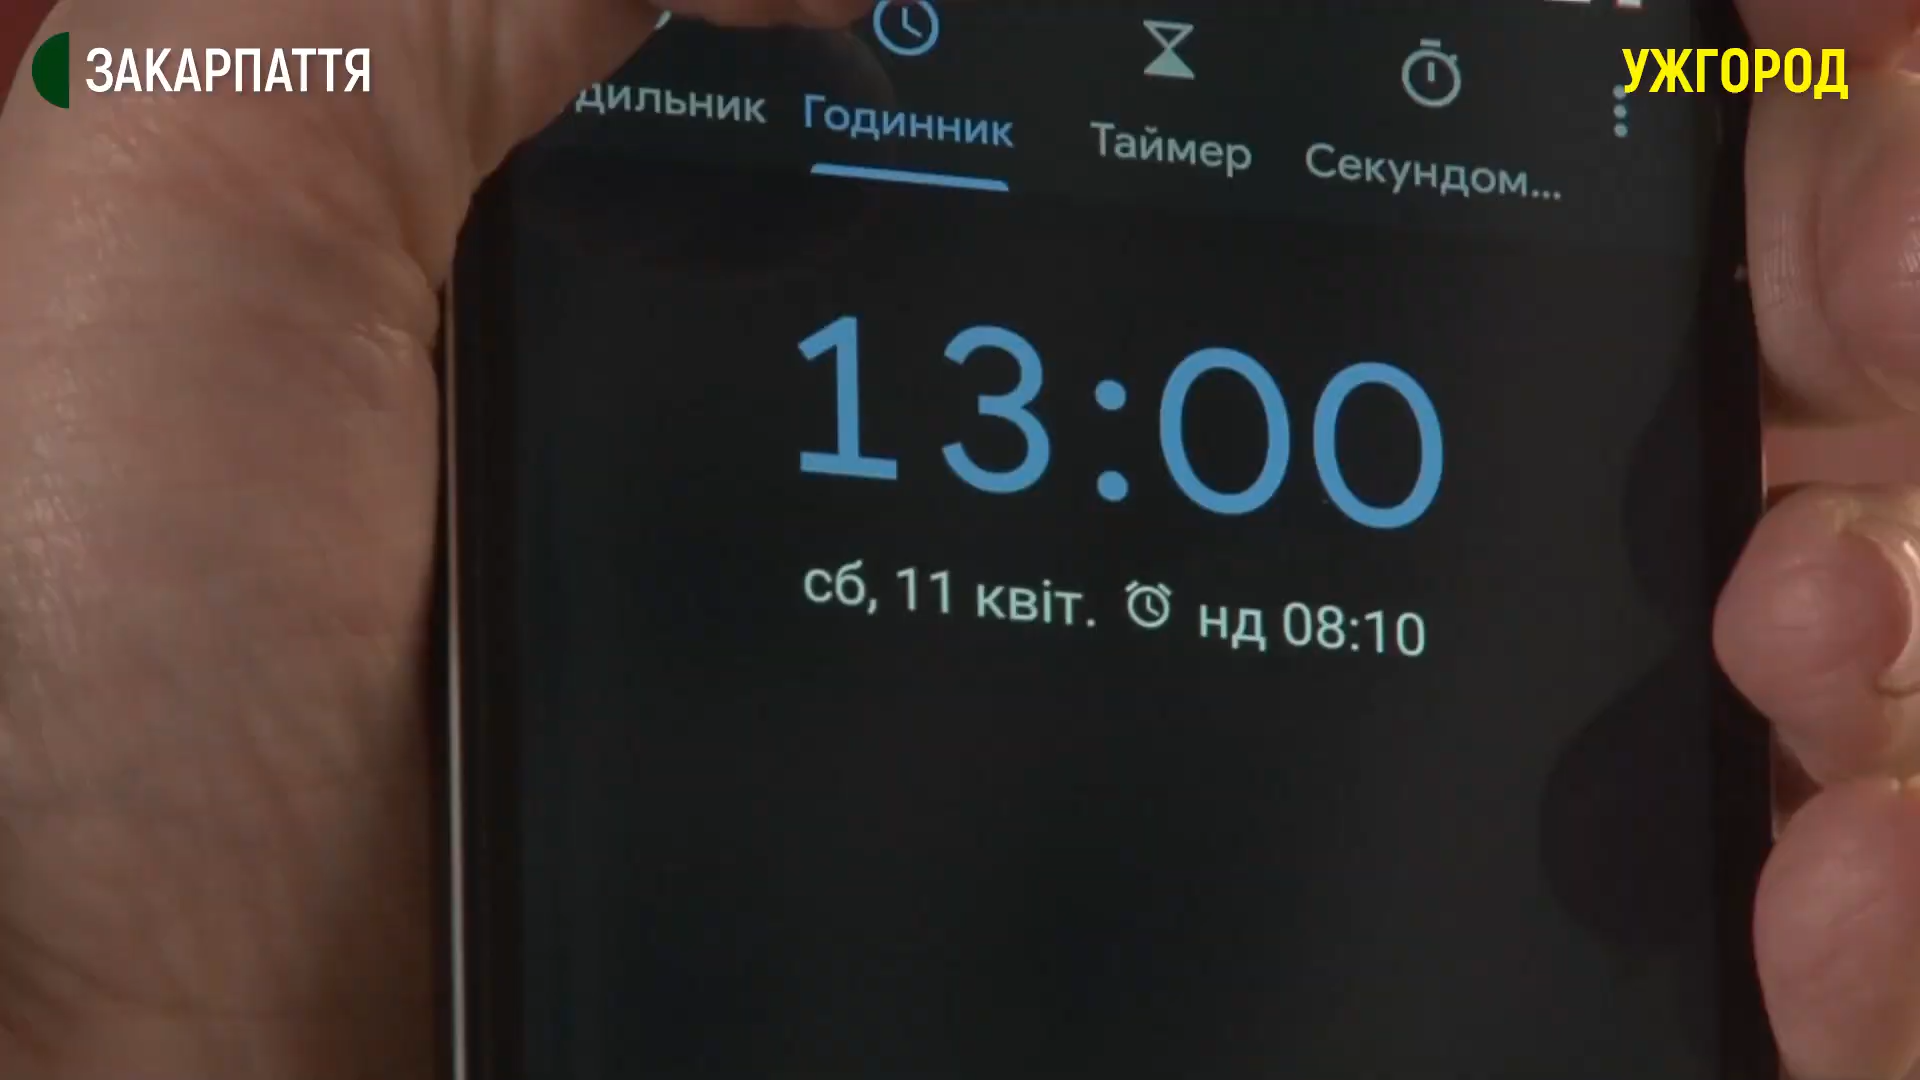 ЗАКАРПАТТЯ
УЖГОРОД
дильник Годинник Таймер Секундом...
13:00
сб, 11 квіт. нд 08:10